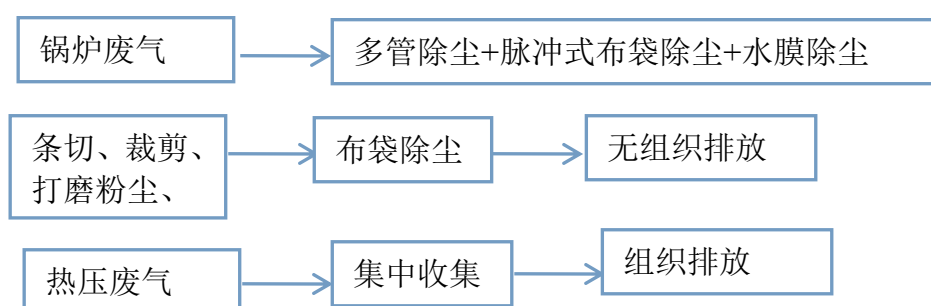 锅炉废气
多管除尘+脉冲式布袋除尘+水膜除尘
条切、裁剪、
打磨粉尘、
布袋除尘
无组织排放
热压废气
集中收集
组织排放